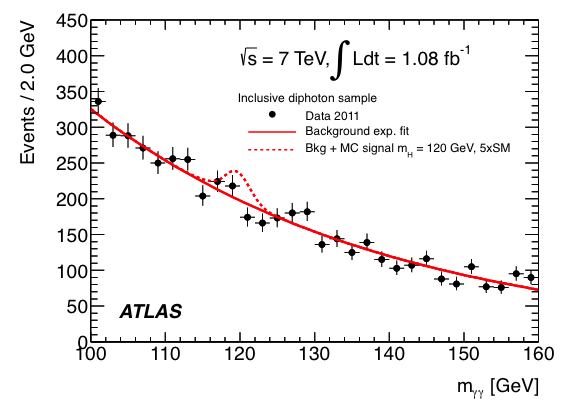 Events / 2.0 GeV
450
400
350
300
250
200
150
100
50
0
√s = 7 TeV, ∫ Ldt = 1.08 fb⁻¹
Inclusive diphoton sample
Data 2011
Background exp. fit
Bkg + MC signal m_H = 120 GeV, 5xSM
ATLAS
100 110 120 130 140 150 160
m_γγ [GeV]